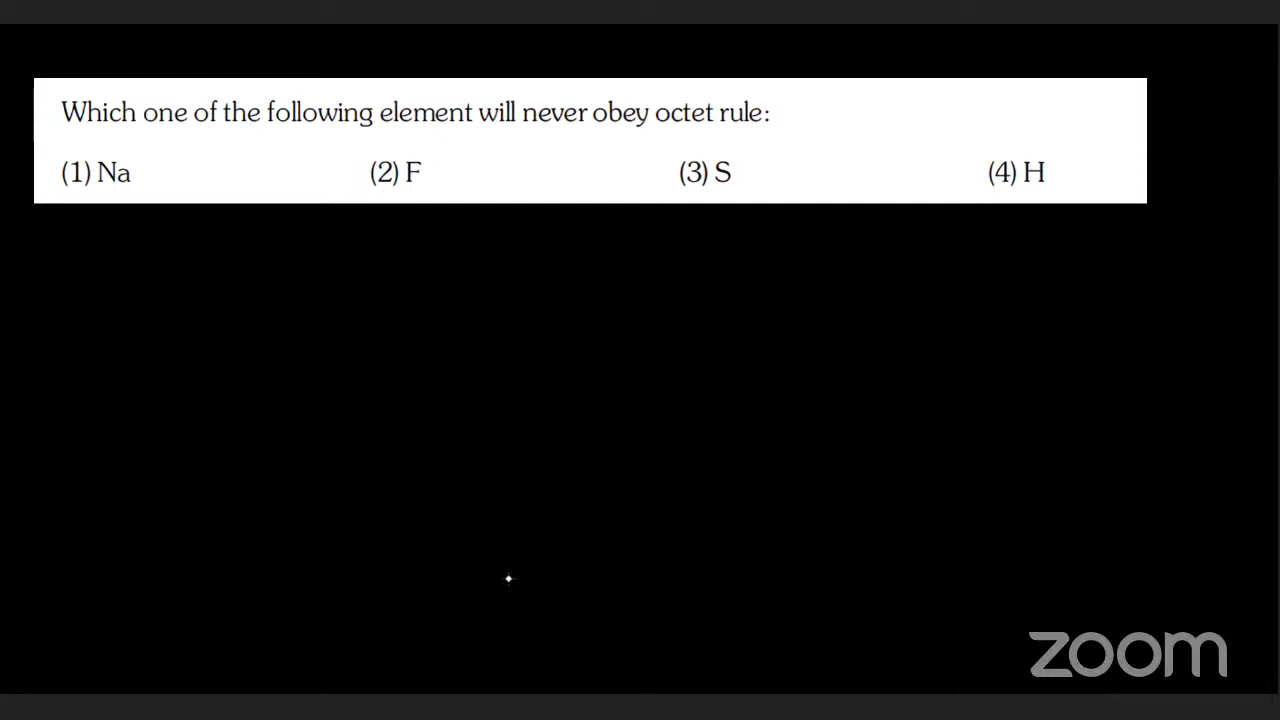 Which one of the following element will never obey octet rule:
(1) Na (2) F (3) S (4) H
zoom